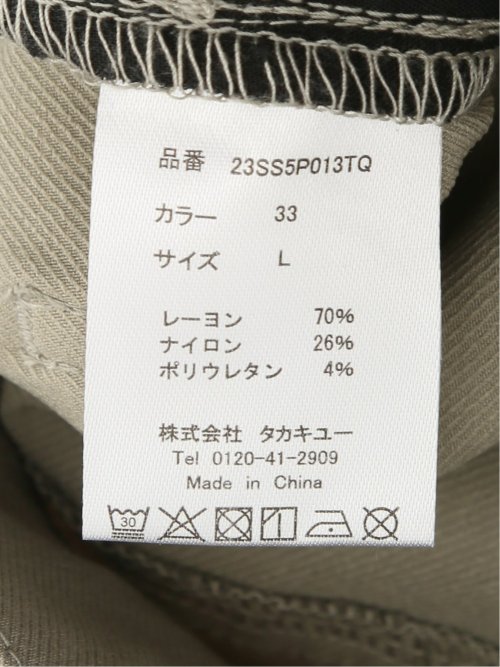 品番 23SS5P013TQ
カラー 33
サイズ L
レーヨン 70%
ナイロン 26%
ポリウレタン 4%
株式会社 タカキユー
Tel 0120-41-2909
Made in China
30